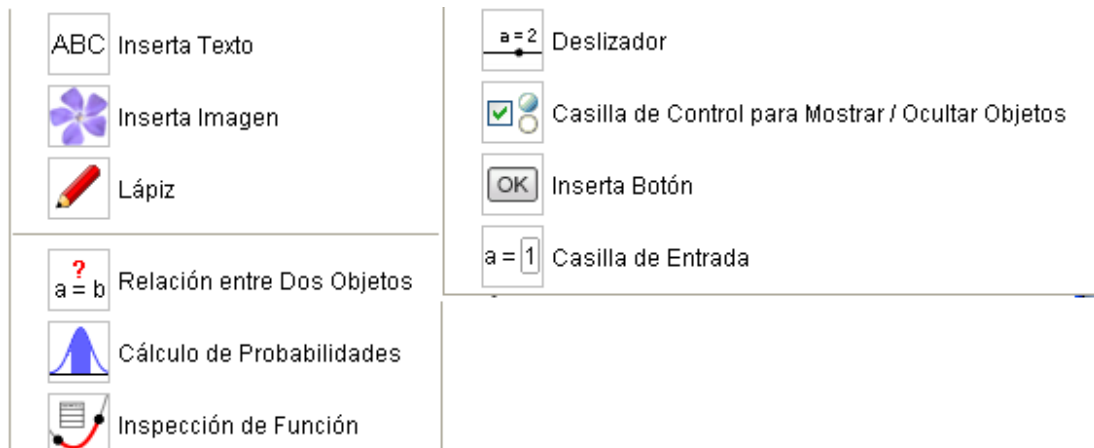 ABC Inserta Texto
Inserta Imagen
Lápiz
? a = b Relación entre Dos Objetos
Cálculo de Probabilidades
Inspección de Función
a = 2 Deslizador
Casilla de Control para Mostrar / Ocultar Objetos
OK Inserta Botón
a = 1 Casilla de Entrada